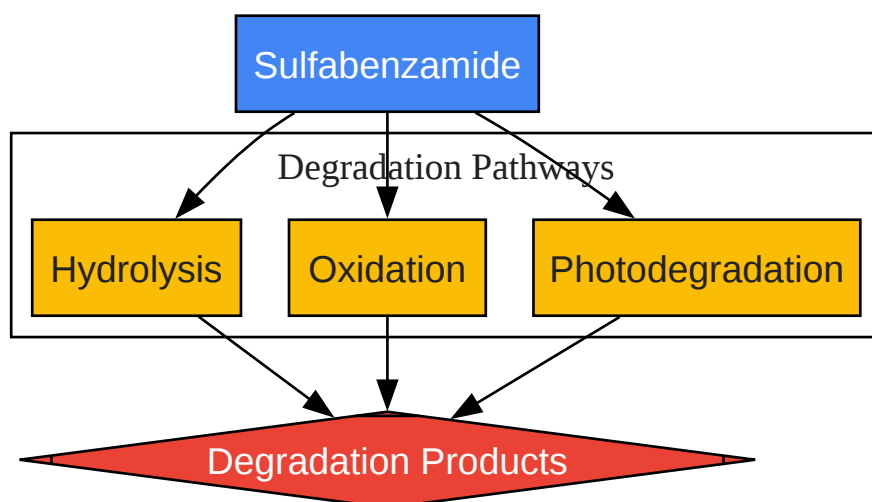 Sulfabenzamide
Degradation Pathways
Hydrolysis
Oxidation
Photodegradation
Degradation Products